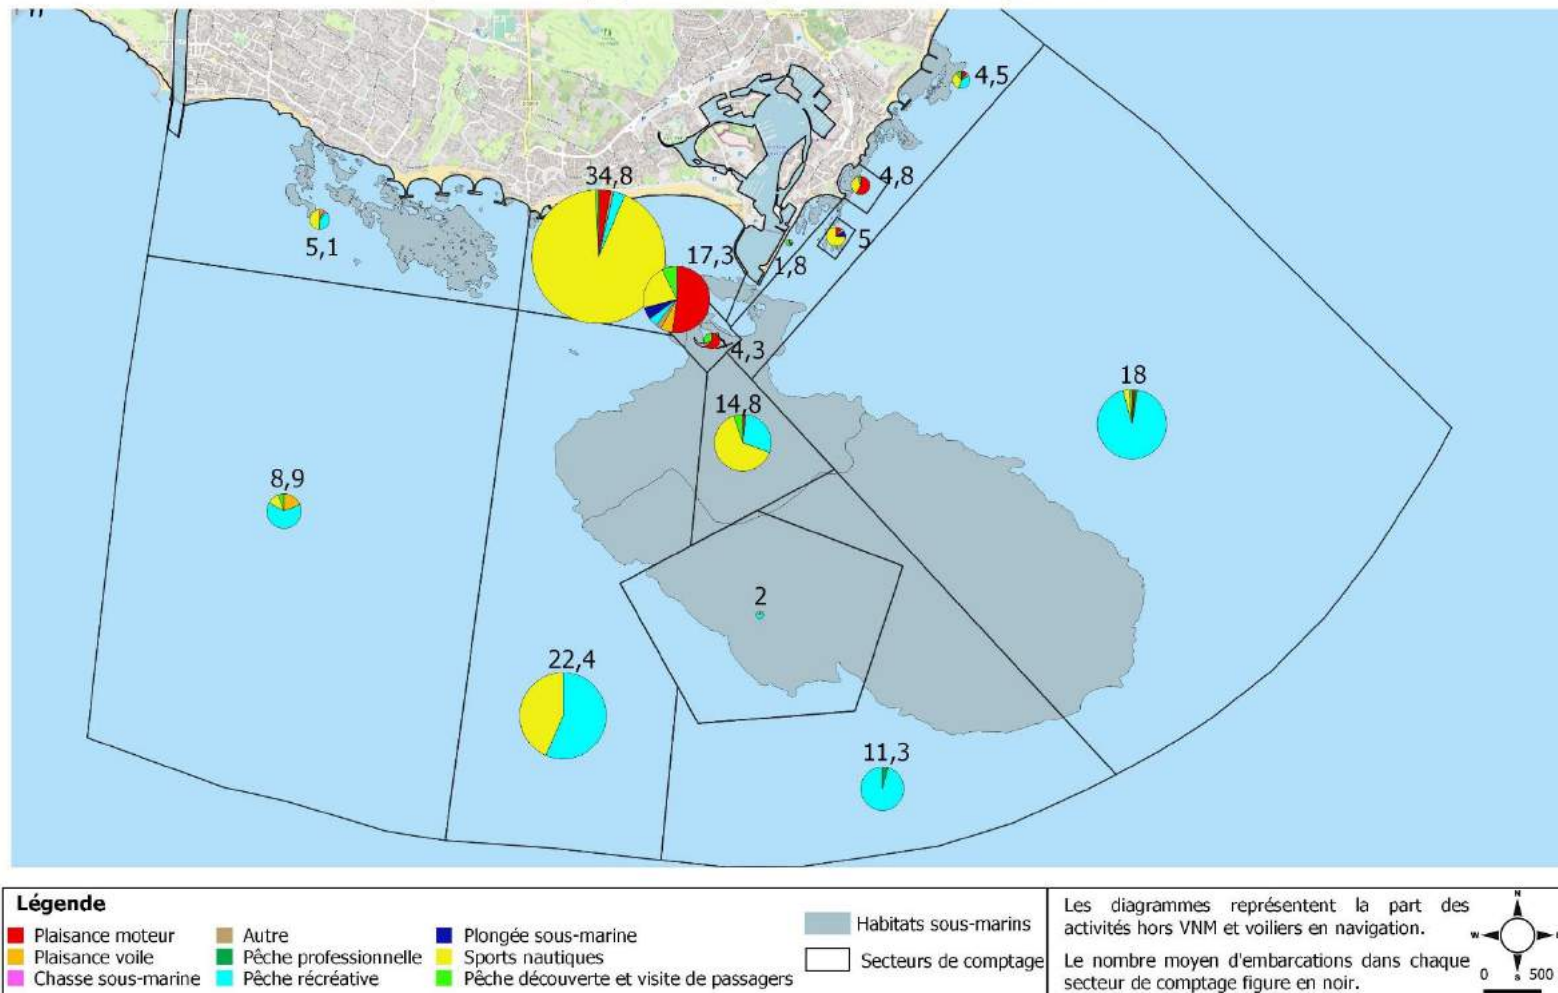 4,5
34,8
4,8
5,1
17,3
1,8
5
4,3
18
14,8
8,9
2
22,4
11,3
Légende
Plaisance moteur
Plaisance voile
Chasse sous-marine
Autre
Pêche professionnelle
Pêche récréative
Plongée sous-marine
Sports nautiques
Pêche découverte et visite de passagers
Habitats sous-marins
Secteurs de comptage
Les diagrammes représentent la part des
activités hors VNM et voiliers en navigation.
Le nombre moyen d'embarcations dans chaque
secteur de comptage figure en noir.
N
W
S
0 500